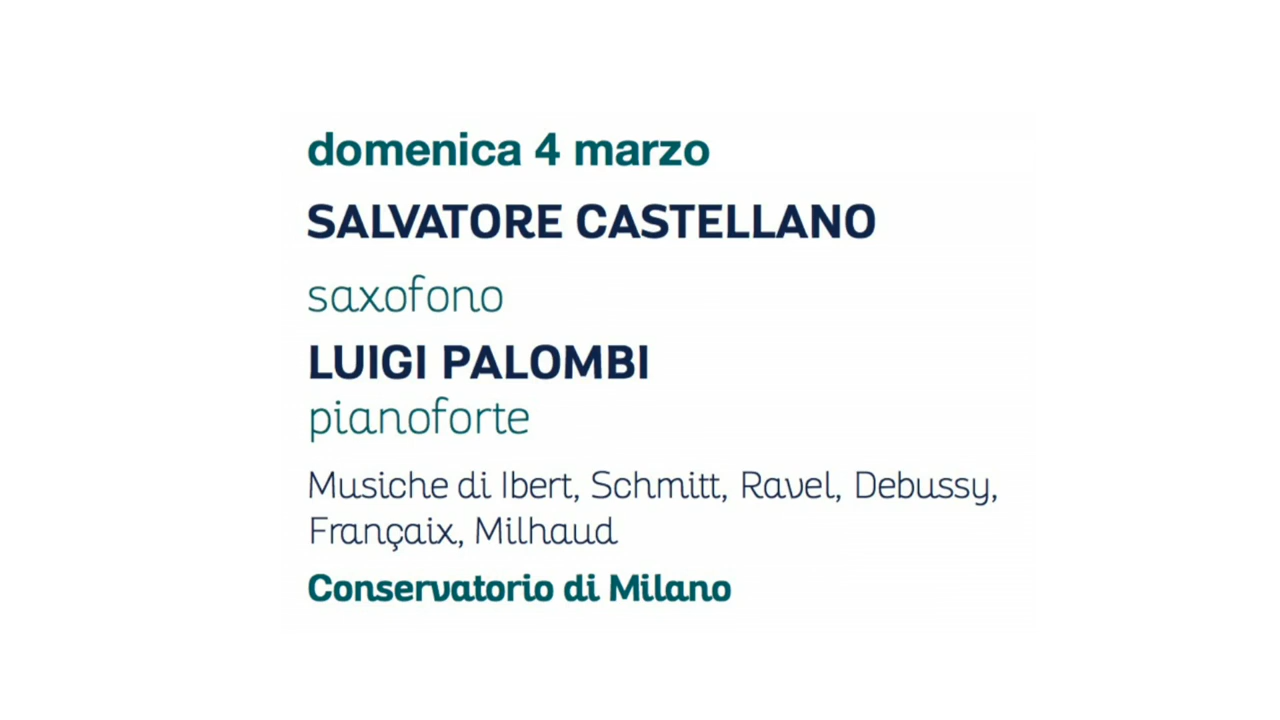 domenica 4 marzo
SALVATORE CASTELLANO
saxofono
LUIGI PALOMBI
pianoforte
Musiche di Ibert, Schmitt, Ravel, Debussy,
Françaix, Milhaud
Conservatorio di Milano